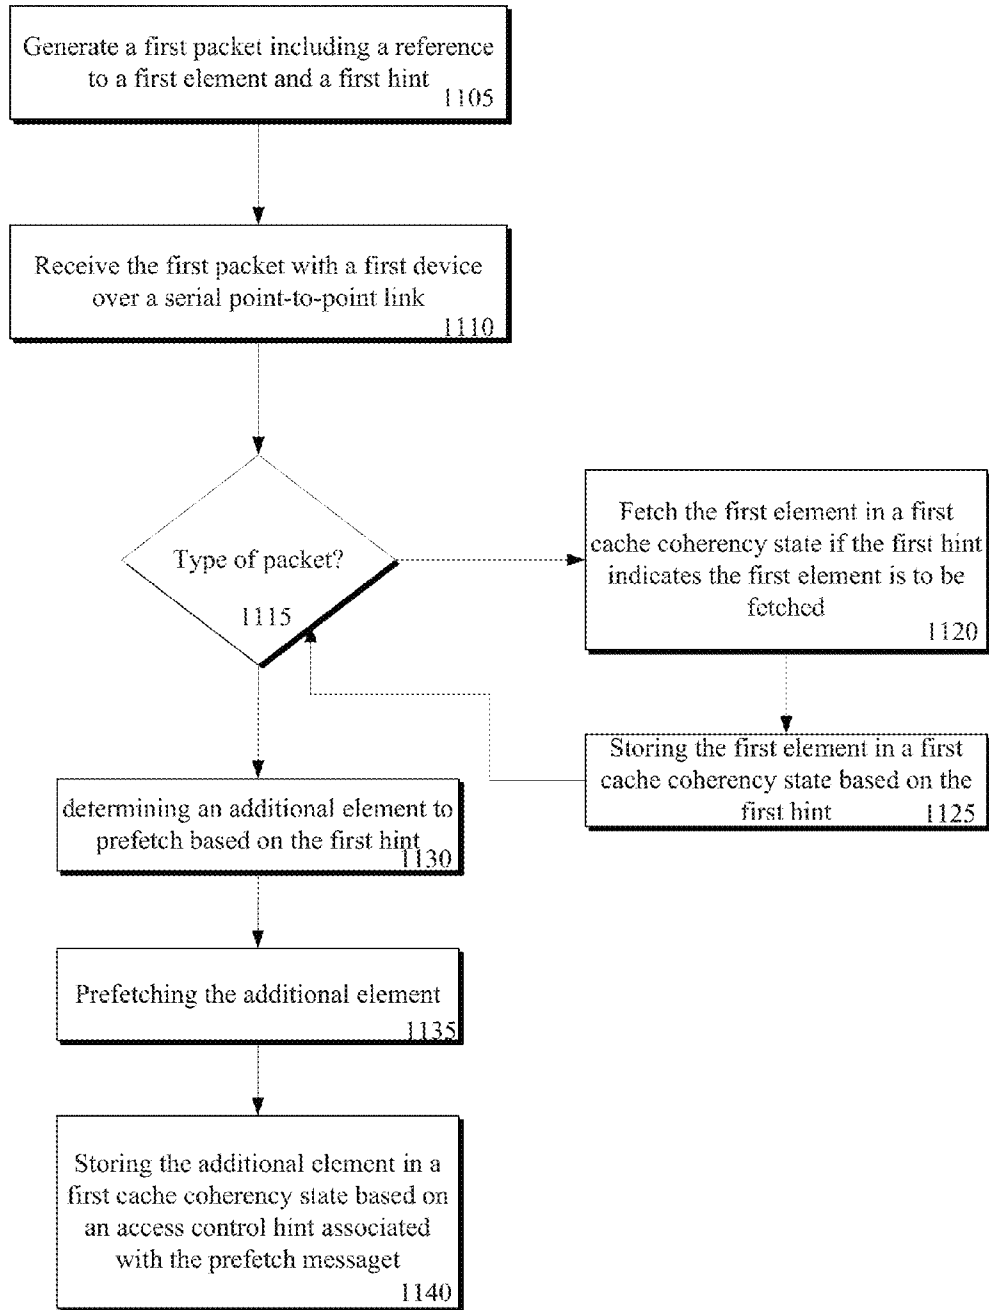 Generate a first packet including a reference
to a first element and a first hint
1105
Receive the first packet with a first device
over a serial point-to-point link
1110
Type of packet?
1115
Fetch the first element in a first
cache coherency state if the first hint
indicates the first element is to be
fetched
1120
Storing the first element in a first
cache coherency state based on the
first hint
1125
determining an additional element to
prefetch based on the first hint
1130
Prefetching the additional element
1135
Storing the additional element in a
first cache coherency state based on
an access control hint associated
with the prefetch messaget
1140